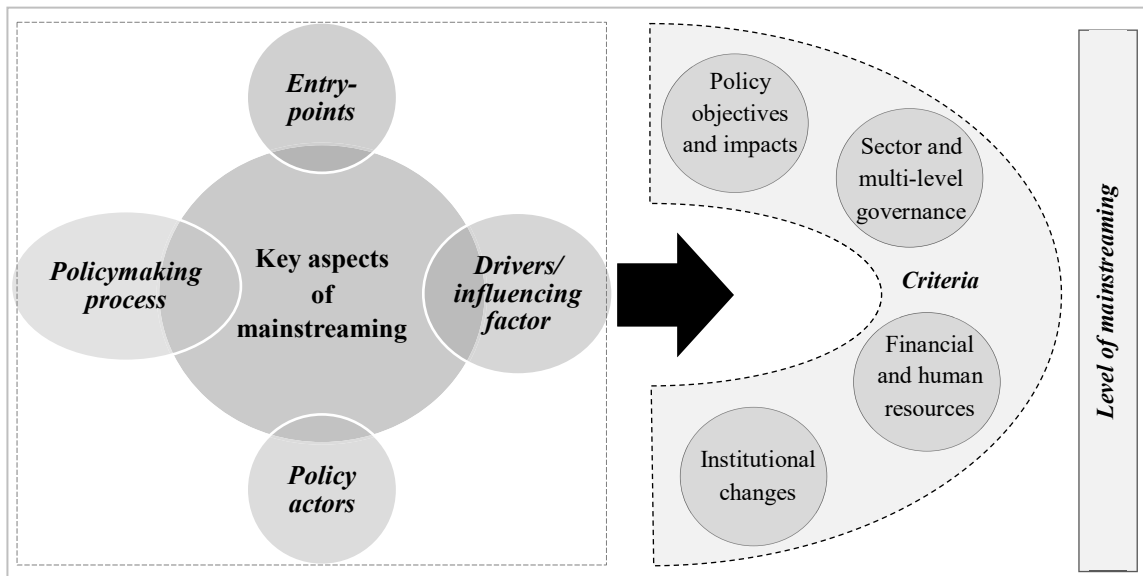 Entry-
points
Policymaking
process
Key aspects
of
mainstreaming
Drivers/
influencing
factor
Policy
actors
Policy
objectives
and impacts
Sector and
multi-level
governance
Criteria
Financial
and human
resources
Institutional
changes
Level of mainstreaming